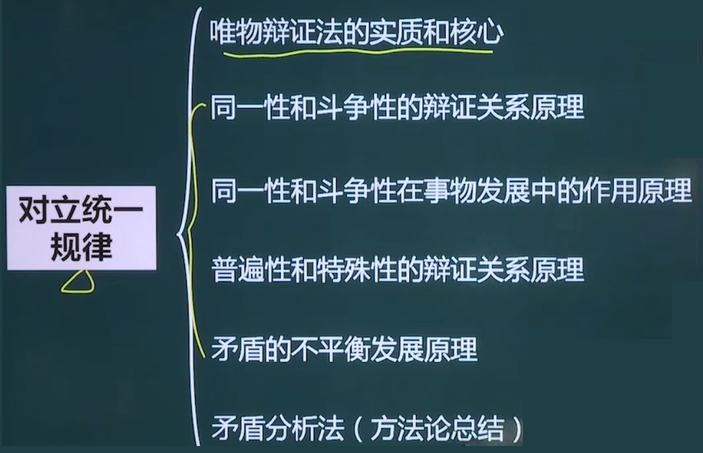 唯物辩证法的实质和核心
同一性和斗争性的辩证关系原理
同一性和斗争性在事物发展中的作用原理
对立统一
规律
普遍性和特殊性的辩证关系原理
矛盾的不平衡发展原理
矛盾分析法（方法论总结）